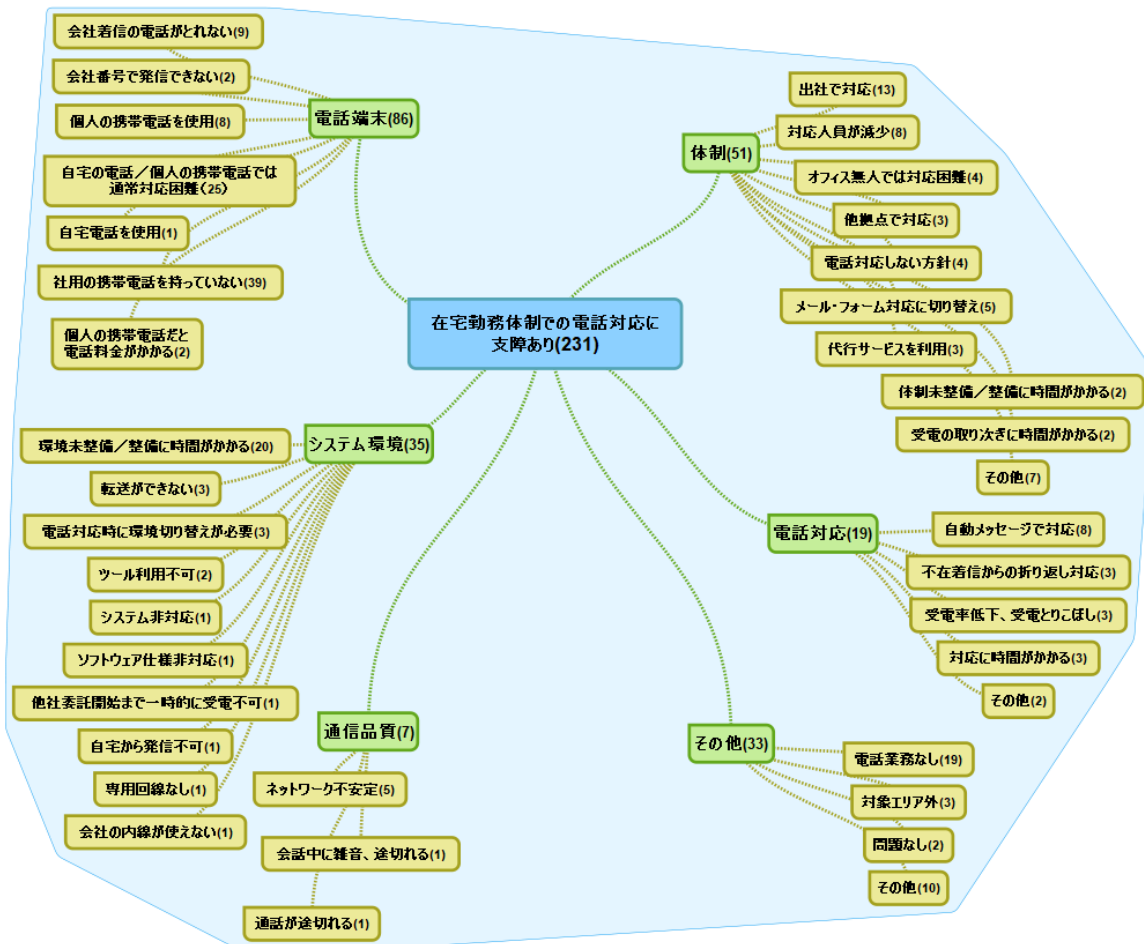 在宅勤務体制での電話対応に
支障あり(231)
電話端末(86)
会社着信の電話がとれない(9)
会社番号で発信できない(2)
個人の携帯電話を使用(8)
自宅の電話／個人の携帯電話では
通常対応困難(25)
自宅電話を使用(1)
社用の携帯電話を持っていない(39)
個人の携帯電話だと
電話料金がかかる(2)
体制(51)
出社で対応(13)
対応人員が減少(8)
オフィス無人では対応困難(4)
他拠点で対応(3)
電話対応しない方針(4)
メール・フォーム対応に切り替え(5)
代行サービスを利用(3)
体制未整備／整備に時間がかかる(2)
受電の取り次ぎに時間がかかる(2)
その他(7)
システム環境(35)
環境未整備／整備に時間がかかる(20)
転送ができない(3)
電話対応時に環境切り替えが必要(3)
ツール利用不可(2)
システム非対応(1)
ソフトウェア仕様非対応(1)
他社委託開始まで一時的に受電不可(1)
自宅から発信不可(1)
専用回線なし(1)
会社の内線が使えない(1)
電話対応(19)
自動メッセージで対応(8)
不在着信からの折り返し対応(3)
受電率低下、受電とりこぼし(3)
対応に時間がかかる(3)
その他(2)
通信品質(7)
ネットワーク不安定(5)
会話中に雑音、途切れる(1)
通話が途切れる(1)
その他(33)
電話業務なし(19)
対象エリア外(3)
問題なし(2)
その他(10)